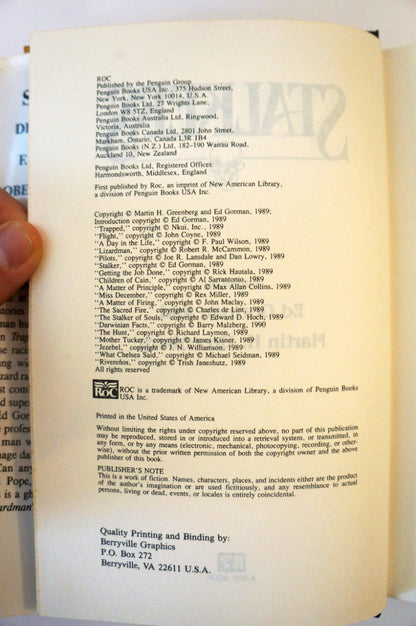 ROC
Published by the Penguin Group
Penguin Books USA Inc., 375 Hudson Street,
New York, New York 10014, U.S.A.
Penguin Books Ltd, 27 Wrights Lane,
London W8 5TZ, England
Penguin Books Australia Ltd, Ringwood,
Victoria, Australia
Penguin Books Canada Ltd, 2801 John Street,
Markham, Ontario, Canada L3R 1B4
Penguin Books (N.Z.) Ltd, 182-190 Wairau Road,
Auckland 10, New Zealand
Penguin Books Ltd, Registered Offices:
Harmondsworth, Middlesex, England
First published by Roc, an imprint of New American Library,
a division of Penguin Books USA Inc.
Copyright © Martin H. Greenberg and Ed Gorman, 1989;
Introduction copyright © Ed Gorman, 1989
"Trapped," copyright © Nkui, Inc., 1989
"Flight," copyright © John Coyne, 1989
"A Day in the Life," copyright © F. Paul Wilson, 1989
"Lizardman," copyright © Robert R. McCammon, 1989
"Pilots," copyright © Joe R. Lansdale and Dan Lowry, 1989
"Stalker," copyright © Ed Gorman, 1989
"Getting the Job Done," copyright © Rick Hautala, 1989
"Children of Cain," copyright © Al Sarrantonio, 1989
"A Matter of Principle," copyright © Max Allan Collins, 1989
"Miss December," copyright © Rex Miller, 1989
"A Matter of Firing," copyright © John Maclay, 1989
"The Sacred Fire," copyright © Charles de Lint, 1989
"The Stalker of Souls," copyright © Edward D. Hoch, 1989
"Darwinian Facts," copyright © Barry Malzberg, 1990
"The Hunt," copyright © Richard Laymon, 1989
"Mother Tucker," copyright © James Kisner, 1989
"Jezebel," copyright © J. N. Williamson, 1989
"What Chelsea Said," copyright © Michael Seidman, 1989
"Rivereños," copyright © Trish Janeshutz, 1989
All rights reserved
ROC
ROC is a trademark of New American Library, a division of Penguin Books
USA Inc.
Printed in the United States of America
Without limiting the rights under copyright reserved above, no part of this publication
may be reproduced, stored in or introduced into a retrieval system, or transmitted, in
any form, or by any means (electronic, mechanical, photocopying, recording, or other-
wise), without the prior written permission of both the copyright owner and the above
publisher of this book.
PUBLISHER'S NOTE
This is a work of fiction. Names, characters, places, and incidents either are the product
of the author's imagination or are used fictitiously, and any resemblance to actual
persons, living or dead, events, or locales is entirely coincidental.
Quality Printing and Binding by:
Berryville Graphics
P.O. Box 272
Berryville, VA 22611 U.S.A.